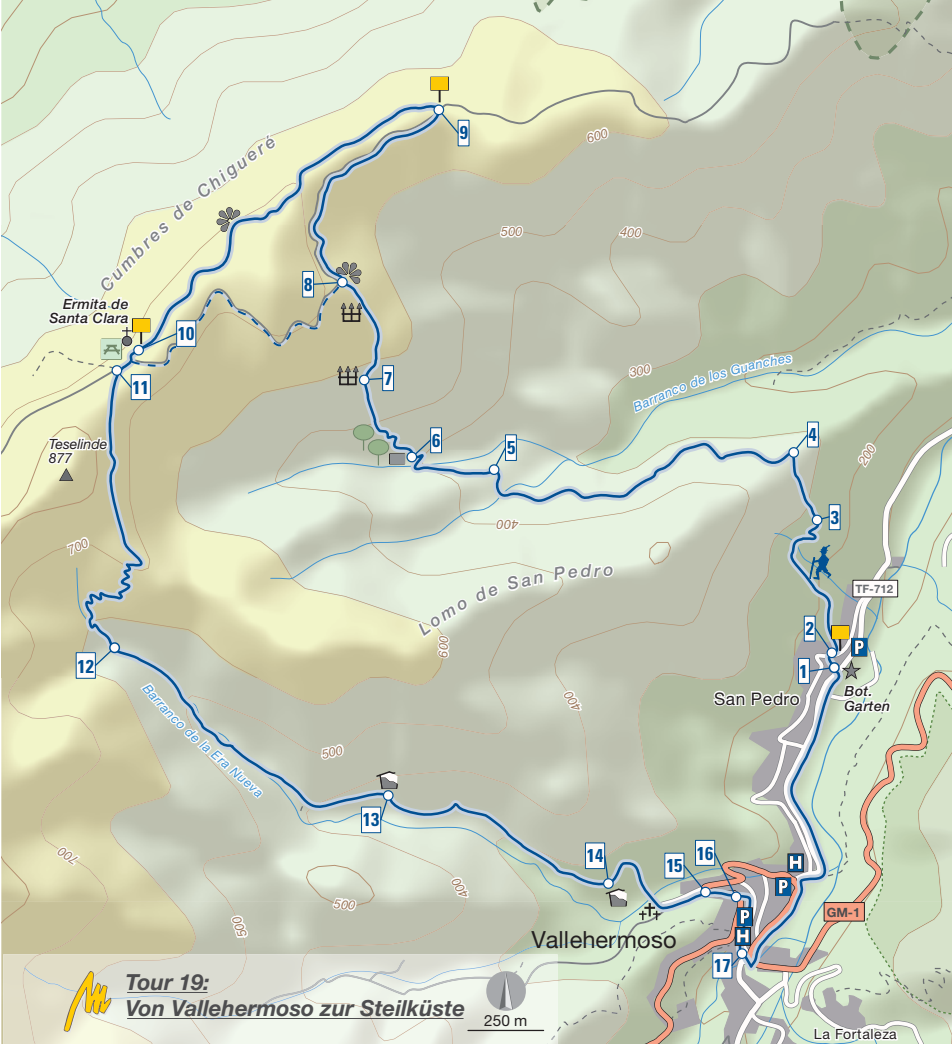 600
9
Cumbres de Chigueré
500
400
8
Ermita de
Santa Clara
10
11
7
300
Barranco de los Guanches
Teselinde
877
6
5
4
200
400
3
700
Lomo de San Pedro
TF-712
600
2
P
1
12
San Pedro
Bot.
Garten
400
Barranco de la Era Nueva
500
13
700
14
15
16
H
P
400
500
500
P
GM-1
Vallehermoso
H
17
Tour 19:
Von Vallehermoso zur Steilküste
250 m
La Fortaleza